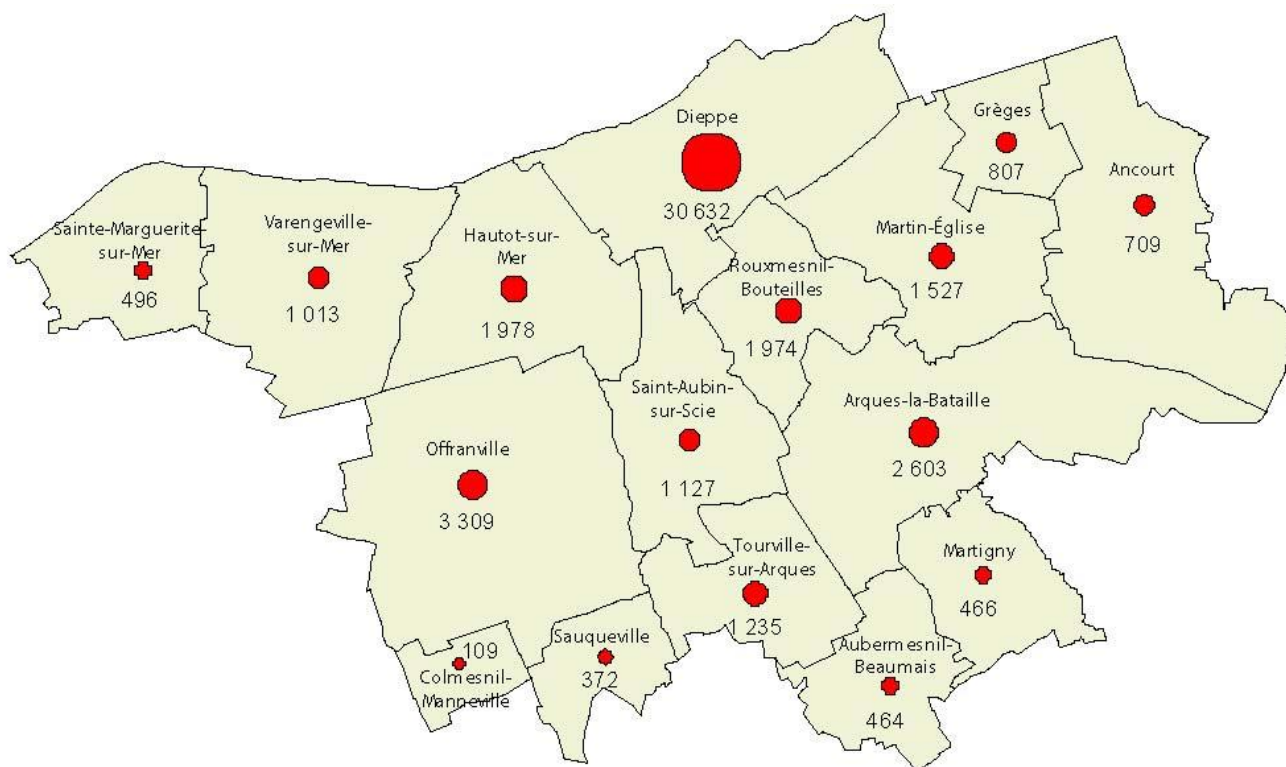 Dieppe
30 632
Grèges
807
Ancourt
709
Sainte-Marguerite-
sur-Mer
496
Varengeville-
sur-Mer
1 013
Hautot-sur-
Mer
1 978
Rouxmesnil-
Bouteilles
1 974
Martin-Église
1 527
Saint-Aubin-
sur-Scie
1 127
Arques-la-Bataille
2 603
Offranville
3 309
Tourville-
sur-Arques
1 235
Martigny
466
109
Colmesnil-
Manneville
Sauqueville
372
Aubermesnil-
Beaumais
464